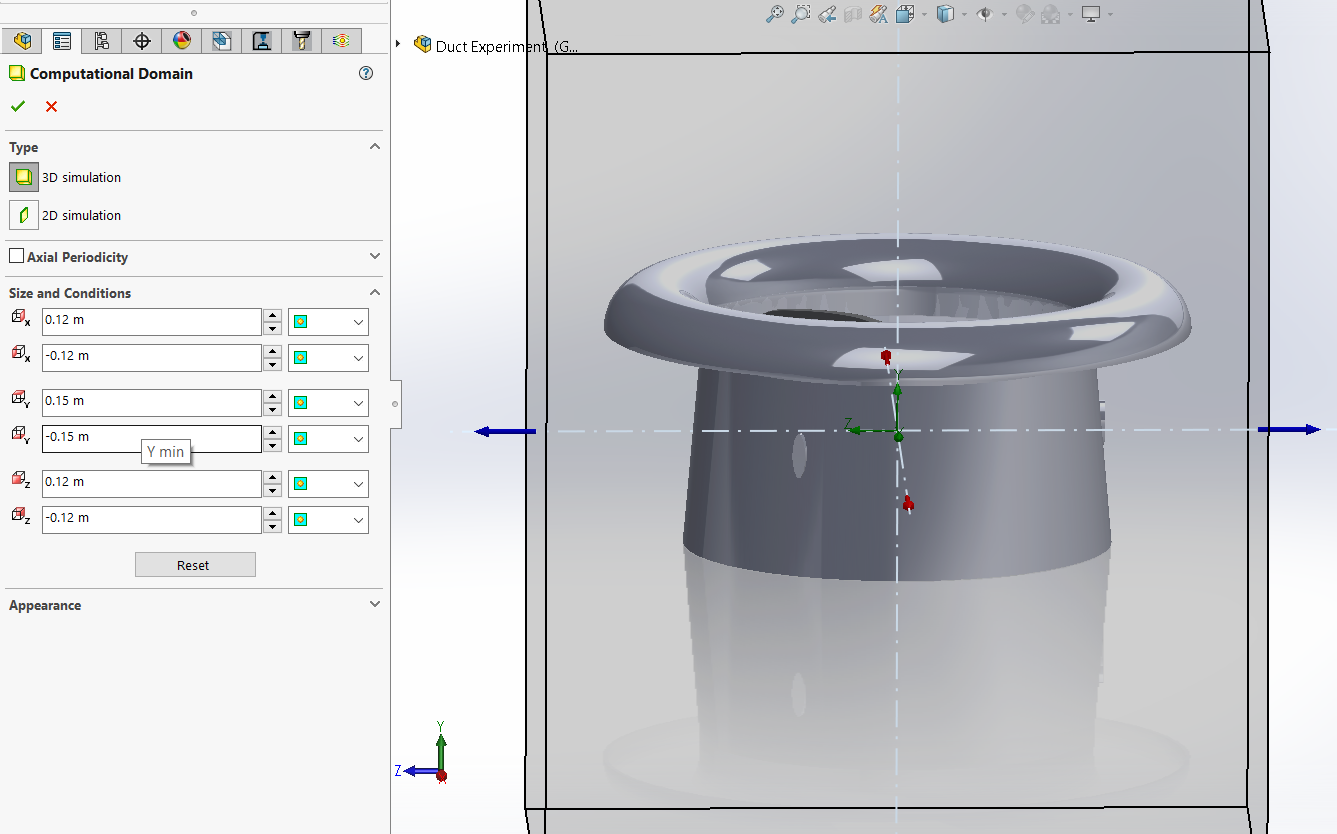 Duct Experiment (G...
Computational Domain
?
Type
3D simulation
2D simulation
Axial Periodicity
Size and Conditions
X
0.12 m
X
-0.12 m
Y
0.15 m
Y
-0.15 m
Y min
Z
0.12 m
Z
-0.12 m
Reset
Appearance
Y
Z
Y
Z
X